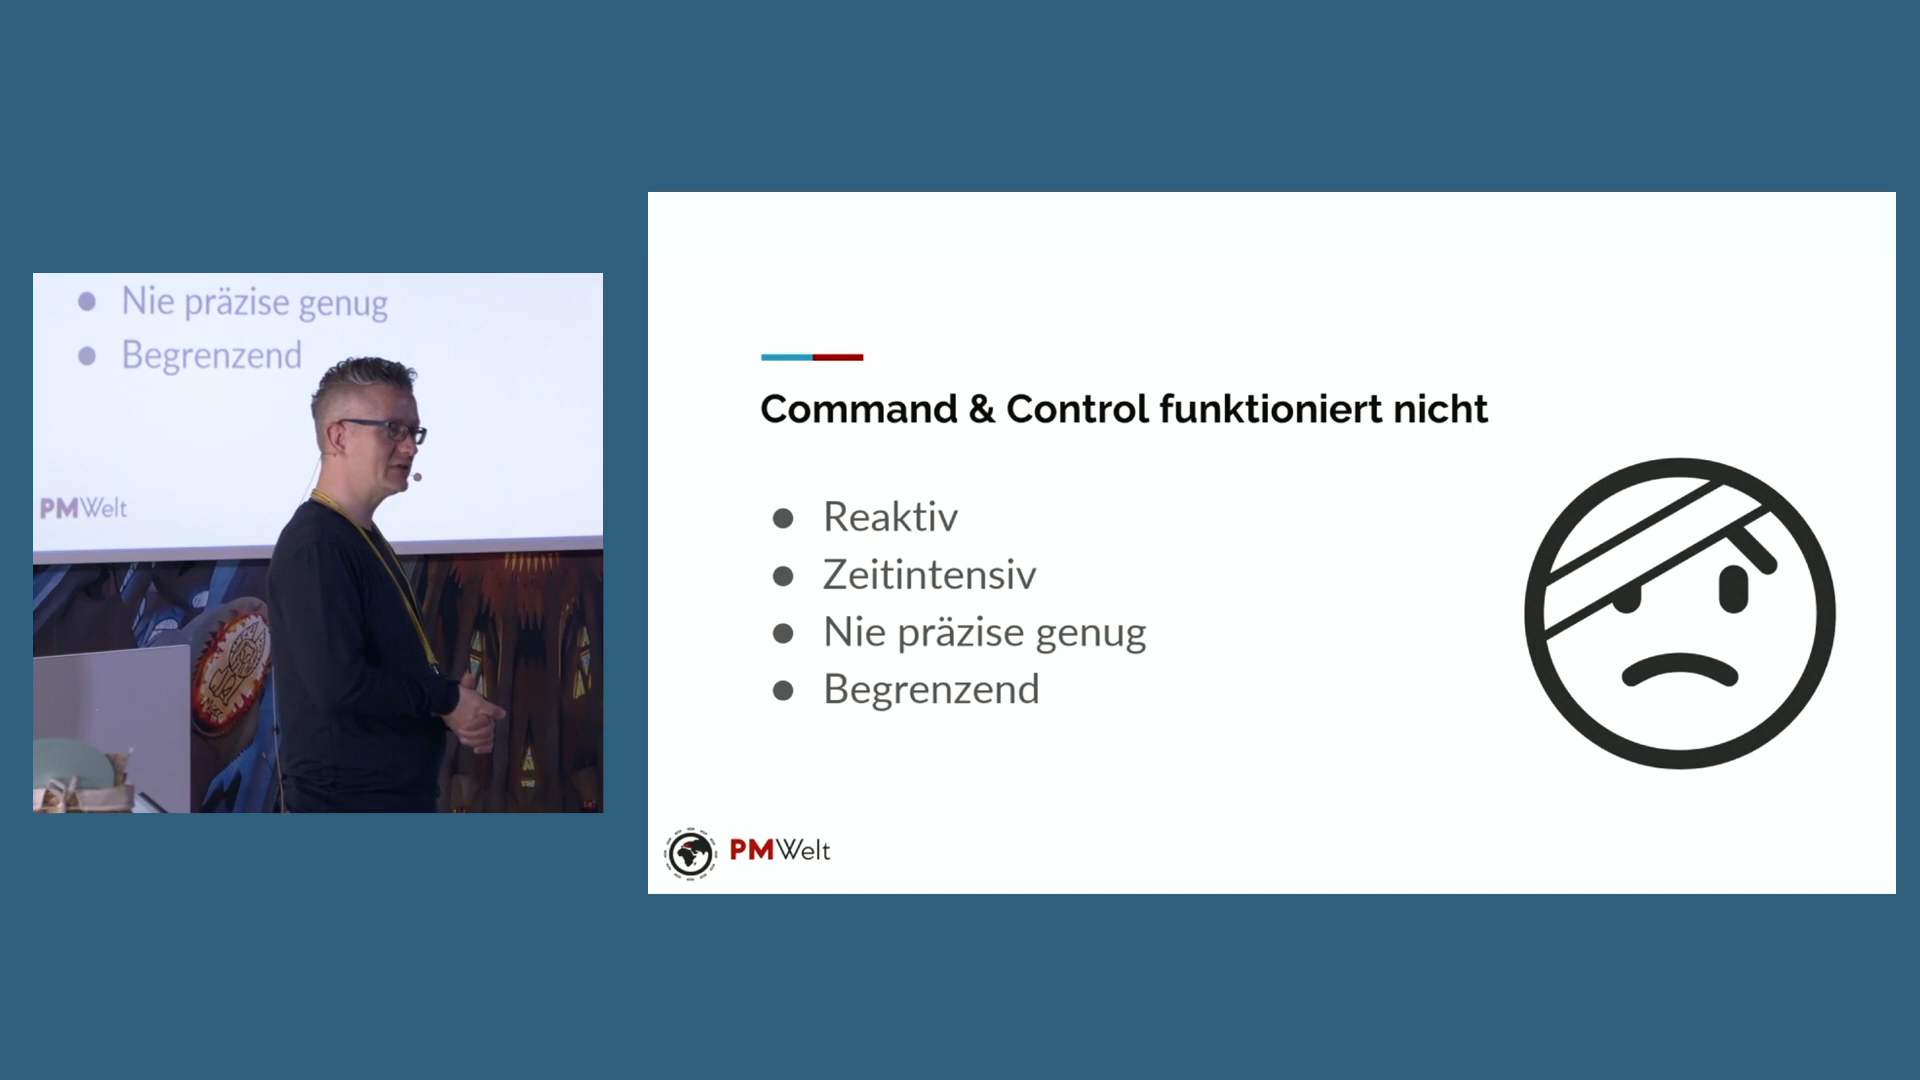 Nie präzise genug
Begrenzend
PMWelt
Command & Control funktioniert nicht
Reaktiv
Zeitintensiv
Nie präzise genug
Begrenzend
PMWelt